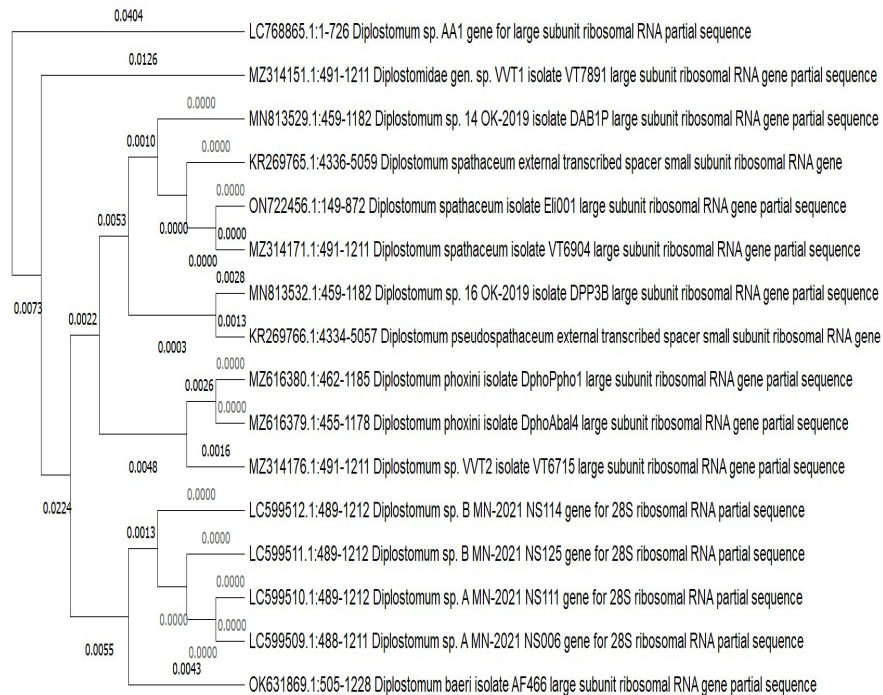 0.0404
LC768865.1:1-726 Diplostomum sp. AA1 gene for large subunit ribosomal RNA partial sequence
0.0126
MZ314151.1:491-1211 Diplostomidae gen. sp. VVT1 isolate VT7891 large subunit ribosomal RNA gene partial sequence
0.0000
MN813529.1:459-1182 Diplostomum sp. 14 OK-2019 isolate DAB1P large subunit ribosomal RNA gene partial sequence
0.0010
0.0000
KR269765.1:4336-5059 Diplostomum spathaceum external transcribed spacer small subunit ribosomal RNA gene
0.0000
ON722456.1:149-872 Diplostomum spathaceum isolate Eli001 large subunit ribosomal RNA gene partial sequence
0.0053
0.0000
0.0000
MZ314171.1:491-1211 Diplostomum spathaceum isolate VT6904 large subunit ribosomal RNA gene partial sequence
0.0000
0.0028
MN813532.1:459-1182 Diplostomum sp. 16 OK-2019 isolate DPP3B large subunit ribosomal RNA gene partial sequence
0.0073
0.0022
0.0013
KR269766.1:4334-5057 Diplostomum pseudospathaceum external transcribed spacer small subunit ribosomal RNA gene
0.0003
0.0000
MZ616380.1:462-1185 Diplostomum phoxini isolate DphoPpho1 large subunit ribosomal RNA gene partial sequence
0.0026
0.0000
MZ616379.1:455-1178 Diplostomum phoxini isolate DphoAbal4 large subunit ribosomal RNA gene partial sequence
0.0016
MZ314176.1:491-1211 Diplostomum sp. VVT2 isolate VT6715 large subunit ribosomal RNA gene partial sequence
0.0048
0.0000
LC599512.1:489-1212 Diplostomum sp. B MN-2021 NS114 gene for 28S ribosomal RNA partial sequence
0.0224
0.0013
0.0000
LC599511.1:489-1212 Diplostomum sp. B MN-2021 NS125 gene for 28S ribosomal RNA partial sequence
0.0000
LC599510.1:489-1212 Diplostomum sp. A MN-2021 NS111 gene for 28S ribosomal RNA partial sequence
0.0000
0.0000
LC599509.1:488-1211 Diplostomum sp. A MN-2021 NS006 gene for 28S ribosomal RNA partial sequence
0.0055
0.0000
0.0043
OK631869.1:505-1228 Diplostomum baeri isolate AF466 large subunit ribosomal RNA gene partial sequence